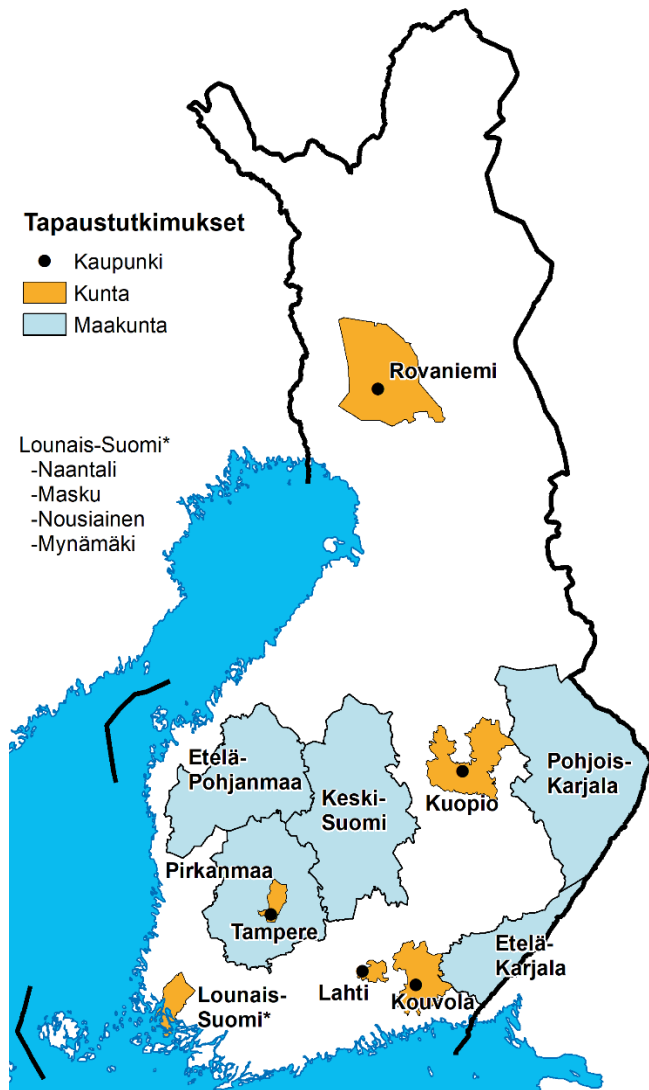 Tapaustutkimukset
Kaupunki
Kunta
Maakunta
Rovaniemi
Lounais-Suomi*
-Naantali
-Masku
-Nousiainen
-Mynämäki
Etelä-
Pohjanmaa
Keski-
Suomi
Kuopio
Pohjois-
Karjala
Pirkanmaa
Tampere
Etelä-
Karjala
Lahti
Kouvola
Lounais-
Suomi*